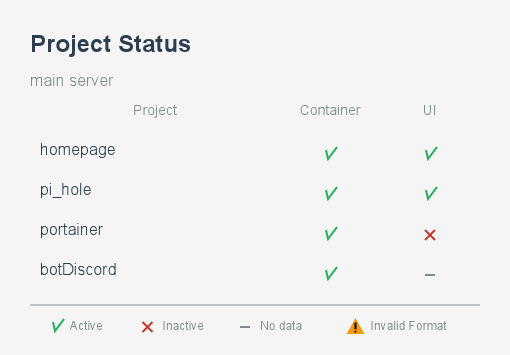 Project Status
main server
Project Container UI
homepage ✓ ✓
pi_hole ✓ ✓
portainer ✓ ✕
botDiscord ✓ –
✓ Active ✕ Inactive – No data ⚠ Invalid Format